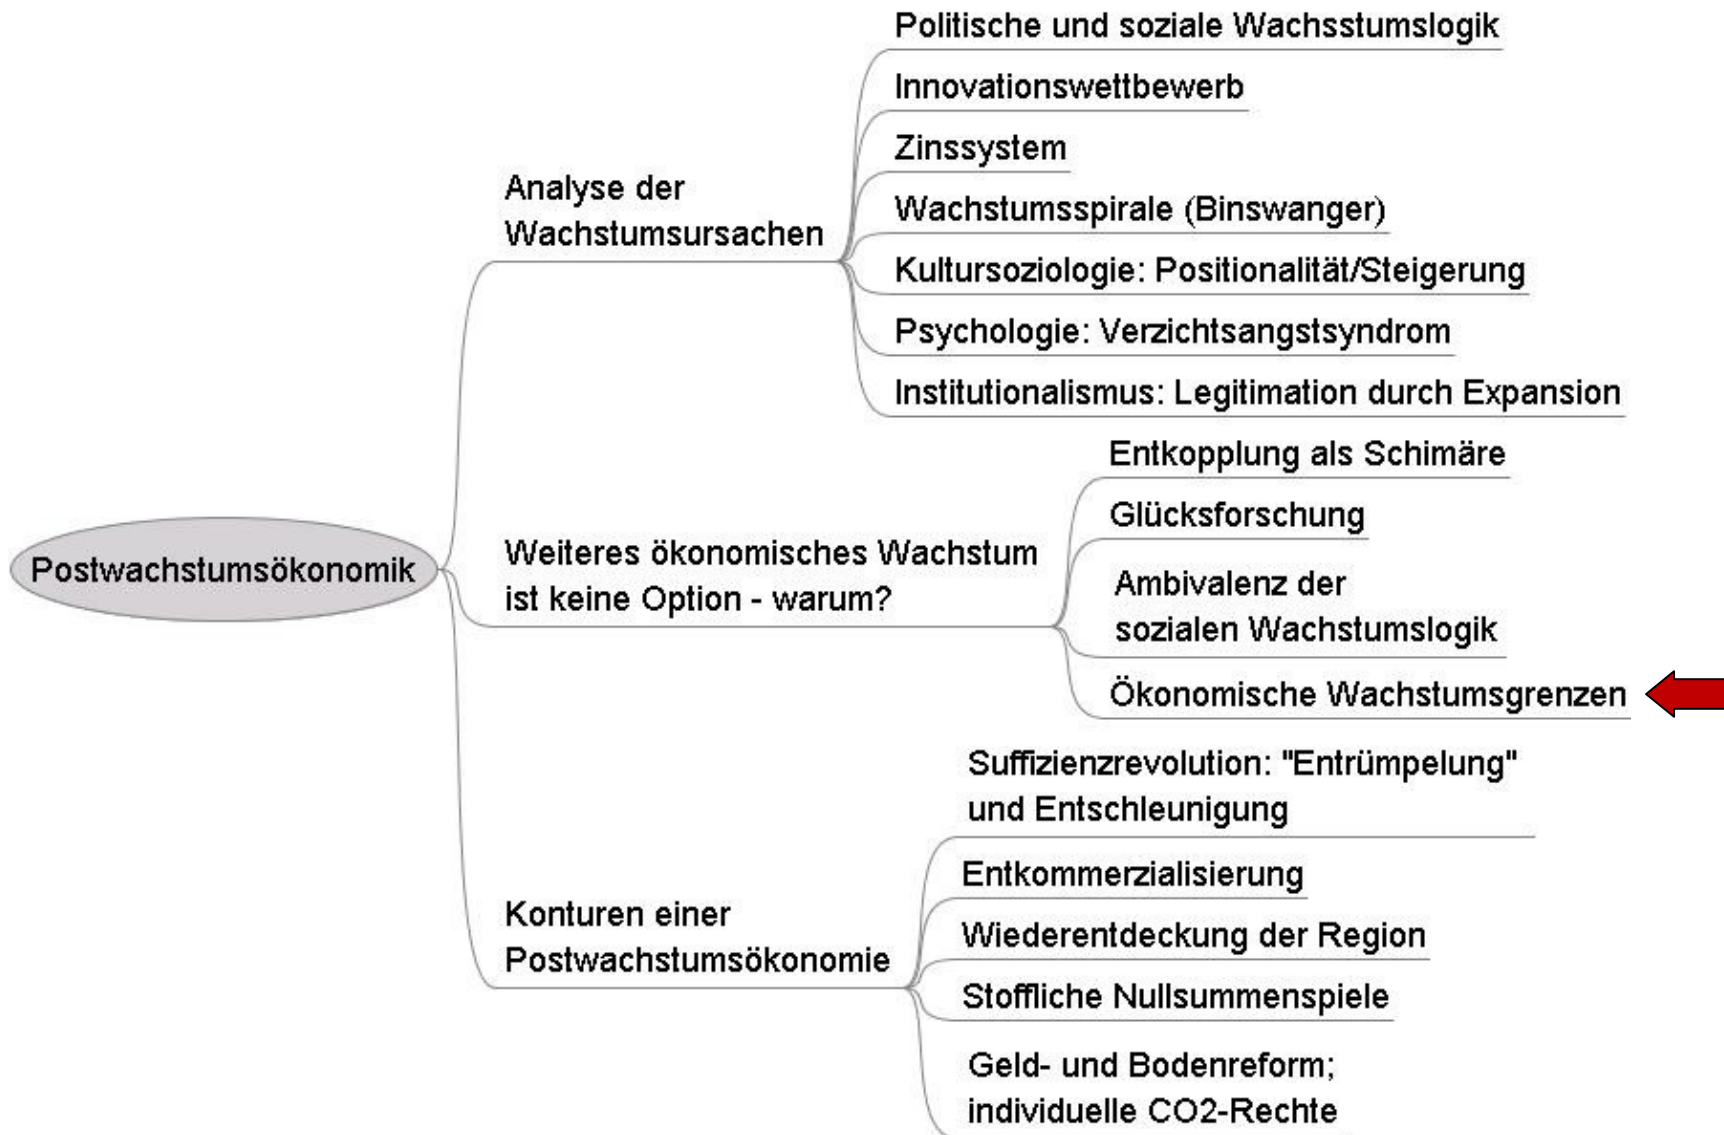 Politische und soziale Wachsstumslogik
Innovationswettbewerb
Zinssystem
Analyse der
Wachstumsursachen
Wachstumsspirale (Binswanger)
Kultursoziologie: Positionalität/Steigerung
Psychologie: Verzichtsangstsyndrom
Institutionalismus: Legitimation durch Expansion
Postwachstumsökonomik
Weiteres ökonomisches Wachstum
ist keine Option - warum?
Entkopplung als Schimäre
Glücksforschung
Ambivalenz der
sozialen Wachstumslogik
Ökonomische Wachstumsgrenzen
Konturen einer
Postwachstumsökonomie
Suffizienzrevolution: "Entrümpelung"
und Entschleunigung
Entkommerzialisierung
Wiederentdeckung der Region
Stoffliche Nullsummenspiele
Geld- und Bodenreform;
individuelle CO2-Rechte